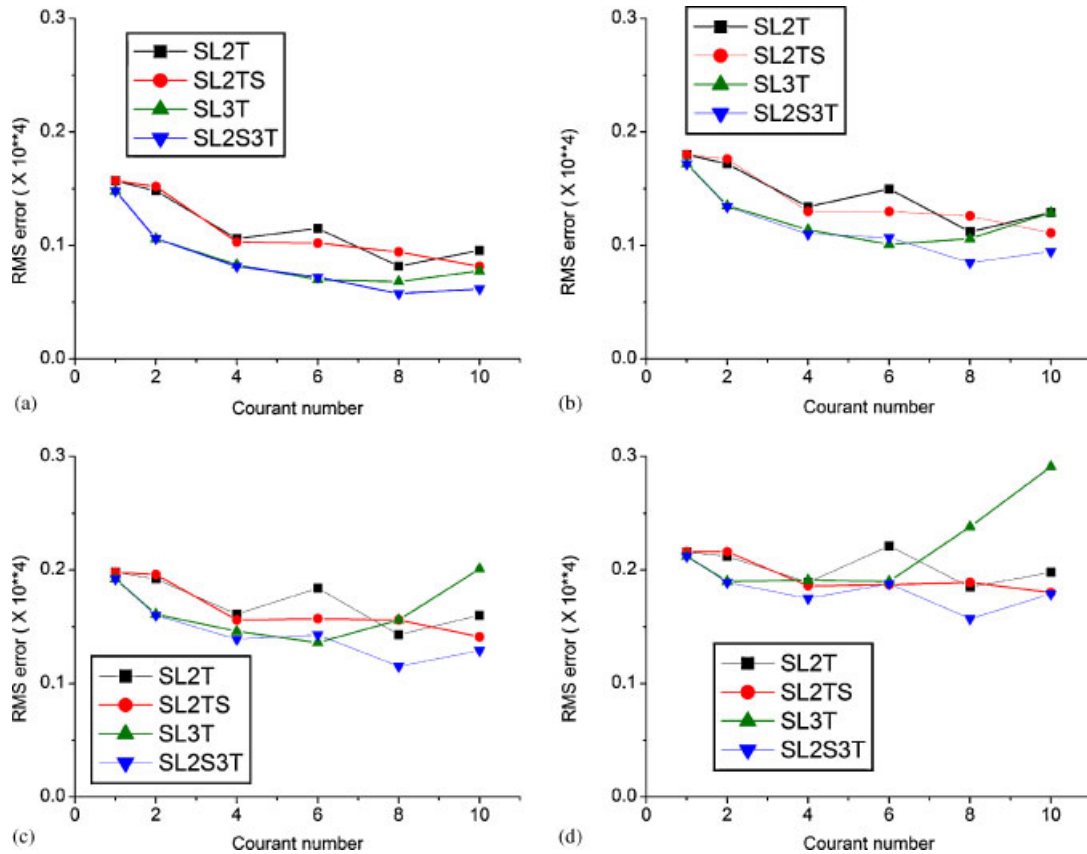 0.3
SL2T
SL2TS
SL3T
SL2S3T
0.2
0.1
0.0
RMS error ( X 10**4)
0 2 4 6 8 10
Courant number
(a)
0.3
SL2T
SL2TS
SL3T
SL2S3T
0.2
0.1
0.0
RMS error ( X 10**4)
0 2 4 6 8 10
Courant number
(b)
0.3
0.2
0.1
0.0
RMS error ( X 10**4)
SL2T
SL2TS
SL3T
SL2S3T
0 2 4 6 8 10
Courant number
(c)
0.3
0.2
0.1
0.0
RMS error ( X 10**4)
SL2T
SL2TS
SL3T
SL2S3T
0 2 4 6 8 10
Courant number
(d)